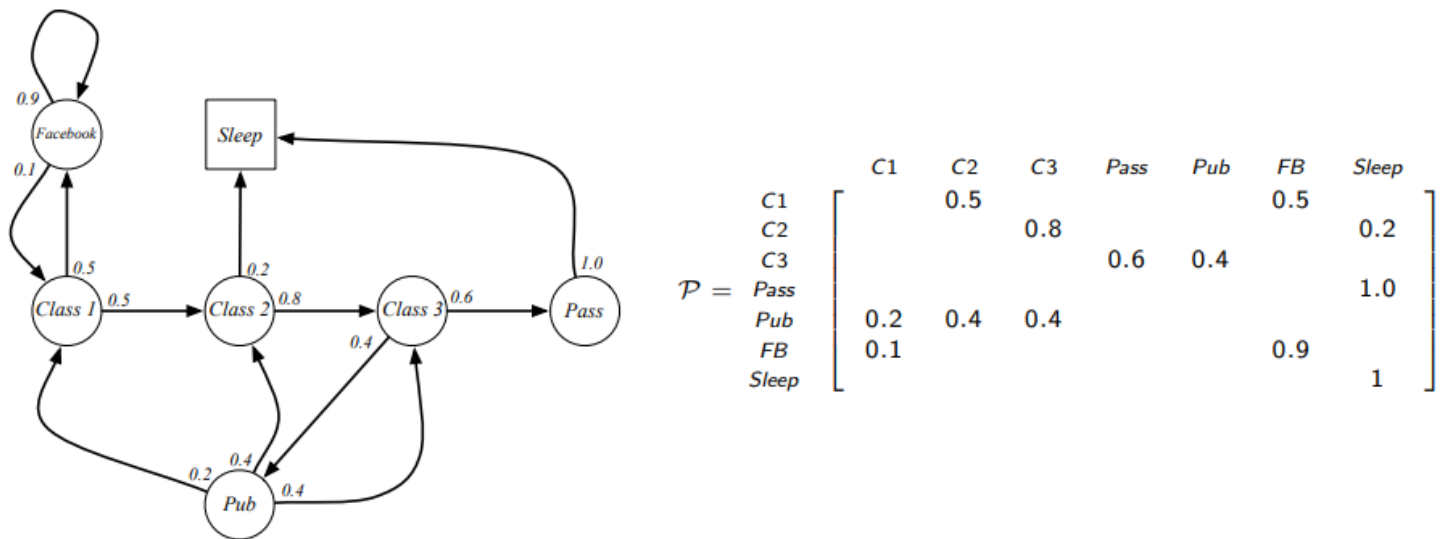 0.9
Facebook
Sleep
0.1
0.5
0.2
1.0
Class 1
0.5
Class 2
0.8
Class 3
0.6
Pass
0.4
0.2
0.4
0.4
Pub
C1 C2 C3 Pass Pub FB Sleep
C1 0.5 0.5
C2 0.8 0.2
C3 0.6 0.4
𝒫 = Pass 1.0
Pub 0.2 0.4 0.4
FB 0.1 0.9
Sleep 1